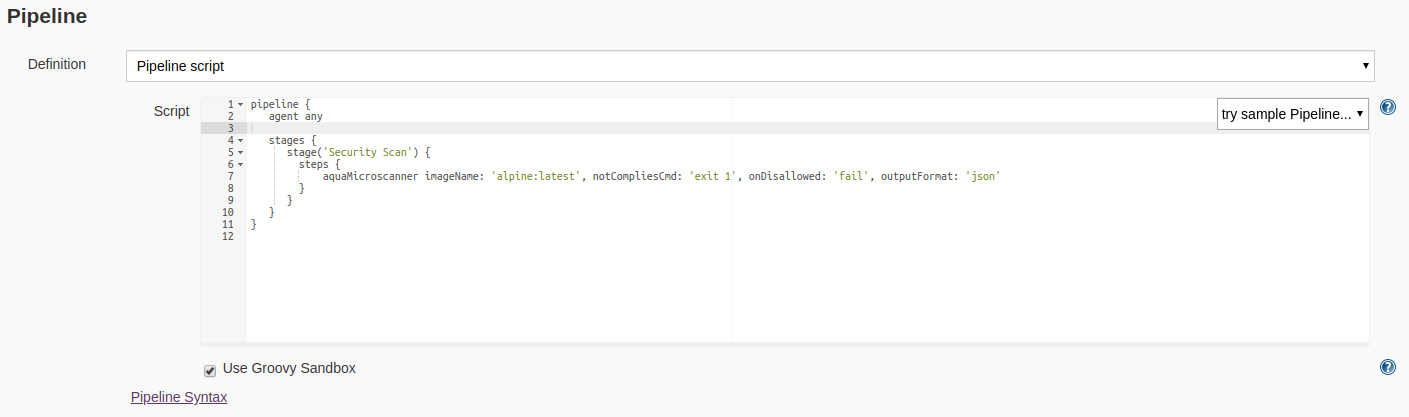 Pipeline
Definition
Pipeline script
Script
try sample Pipeline...
1 pipeline {
2 agent any
3
4 stages {
5 stage('Security Scan') {
6 steps {
7 aquaMicroscanner imageName: 'alpine:latest', notCompliesCmd: 'exit 1', onDisallowed: 'fail', outputFormat: 'json'
8 }
9 }
10 }
11 }
12
Use Groovy Sandbox
Pipeline Syntax